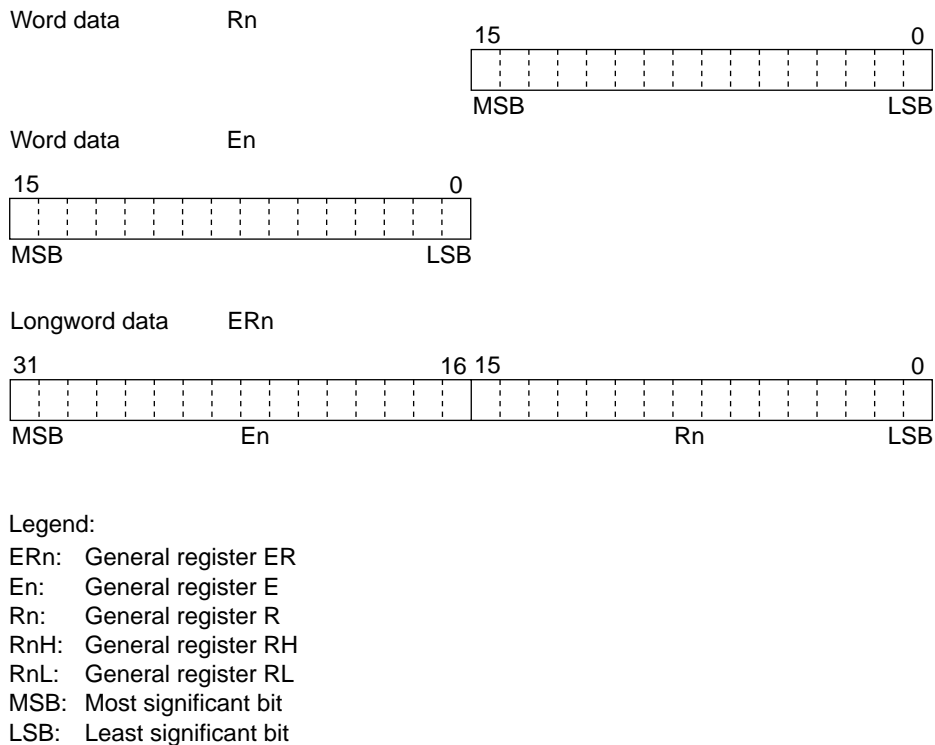 Word data Rn
15 0
MSB LSB
Word data En
15 0
MSB LSB
Longword data ERn
31 16 15 0
MSB En Rn LSB
Legend:
ERn: General register ER
En: General register E
Rn: General register R
RnH: General register RH
RnL: General register RL
MSB: Most significant bit
LSB: Least significant bit